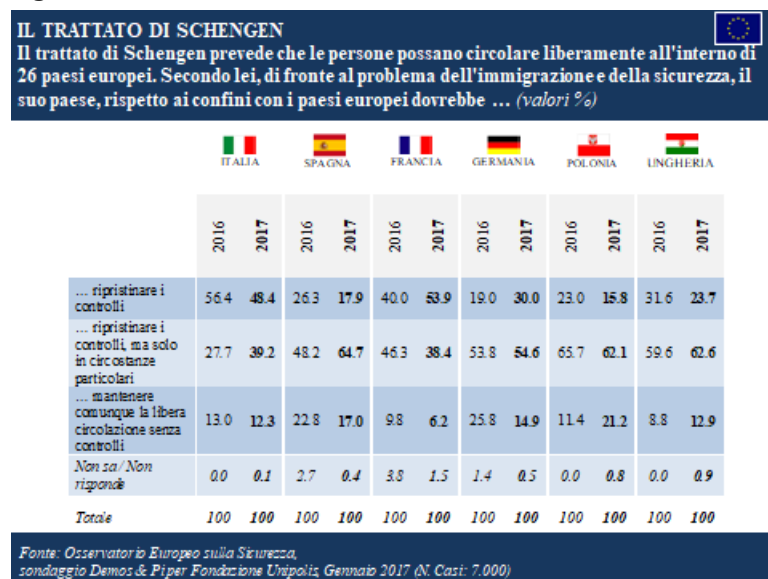 IL TRATTATO DI SCHENGEN
Il trattato di Schengen prevede che le persone possano circolare liberamente all'interno di
26 paesi europei. Secondo lei, di fronte al problema dell'immigrazione e della sicurezza, il
suo paese, rispetto ai confini con i paesi europei dovrebbe … (valori %)
ITALIA SPAGNA FRANCIA GERMANIA POLONIA UNGHERIA
2016 2017 2016 2017 2016 2017 2016 2017 2016 2017 2016 2017
… ripristinare i
controlli
56.4 48.4 26.3 17.9 40.0 53.9 19.0 30.0 23.0 15.8 31.6 23.7
… ripristinare i
controlli, ma solo
in circostanze
particolari
27.7 39.2 48.2 64.7 46.3 38.4 53.8 54.6 65.7 62.1 59.6 62.6
… mantenere
comunque la libera
circolazione senza
controlli
13.0 12.3 22.8 17.0 9.8 6.2 25.8 14.9 11.4 21.2 8.8 12.9
Non sa / Non
risponde
0.0 0.1 2.7 0.4 3.8 1.5 1.4 0.5 0.0 0.8 0.0 0.9
Totale 100 100 100 100 100 100 100 100 100 100 100 100
Fonte: Osservatorio Europeo sulla Sicurezza,
sondaggio Demos & Pi per Fondazione Unipolis, Gennaio 2017 (N. Casi: 7.000)